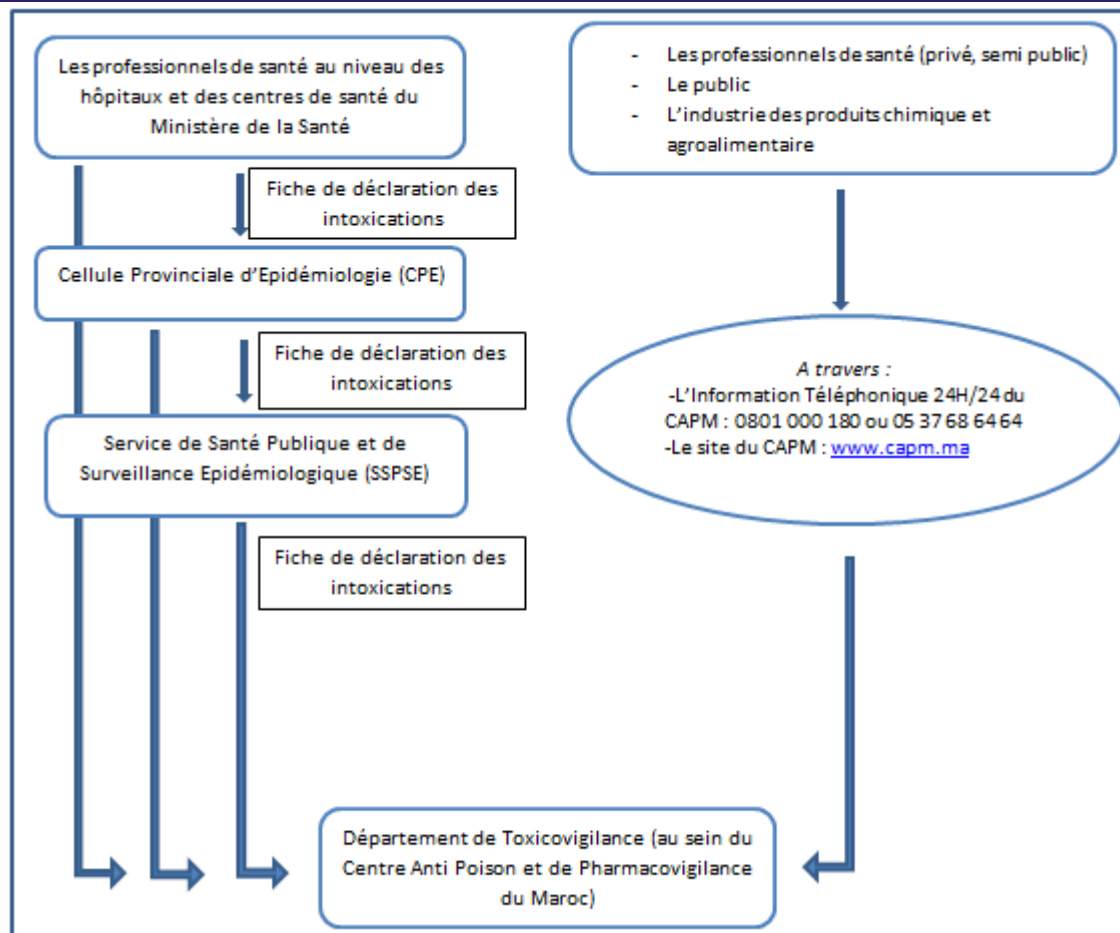 Les professionnels de santé au niveau des
hôpitaux et des centres de santé du
Ministère de la Santé
- Les professionnels de santé (privé, semi public)
- Le public
- L'industrie des produits chimique et
agroalimentaire
Fiche de déclaration des
intoxications
Cellule Provinciale d'Epidémiologie (CPE)
Fiche de déclaration des
intoxications
A travers :
-L'Information Téléphonique 24H/24 du
CAPM : 0801 000 180 ou 05 37 68 64 64
-Le site du CAPM : www.capm.ma
Service de Santé Publique et de
Surveillance Epidémiologique (SSPSE)
Fiche de déclaration des
intoxications
Département de Toxicovigilance (au sein du
Centre Anti Poison et de Pharmacovigilance
du Maroc)